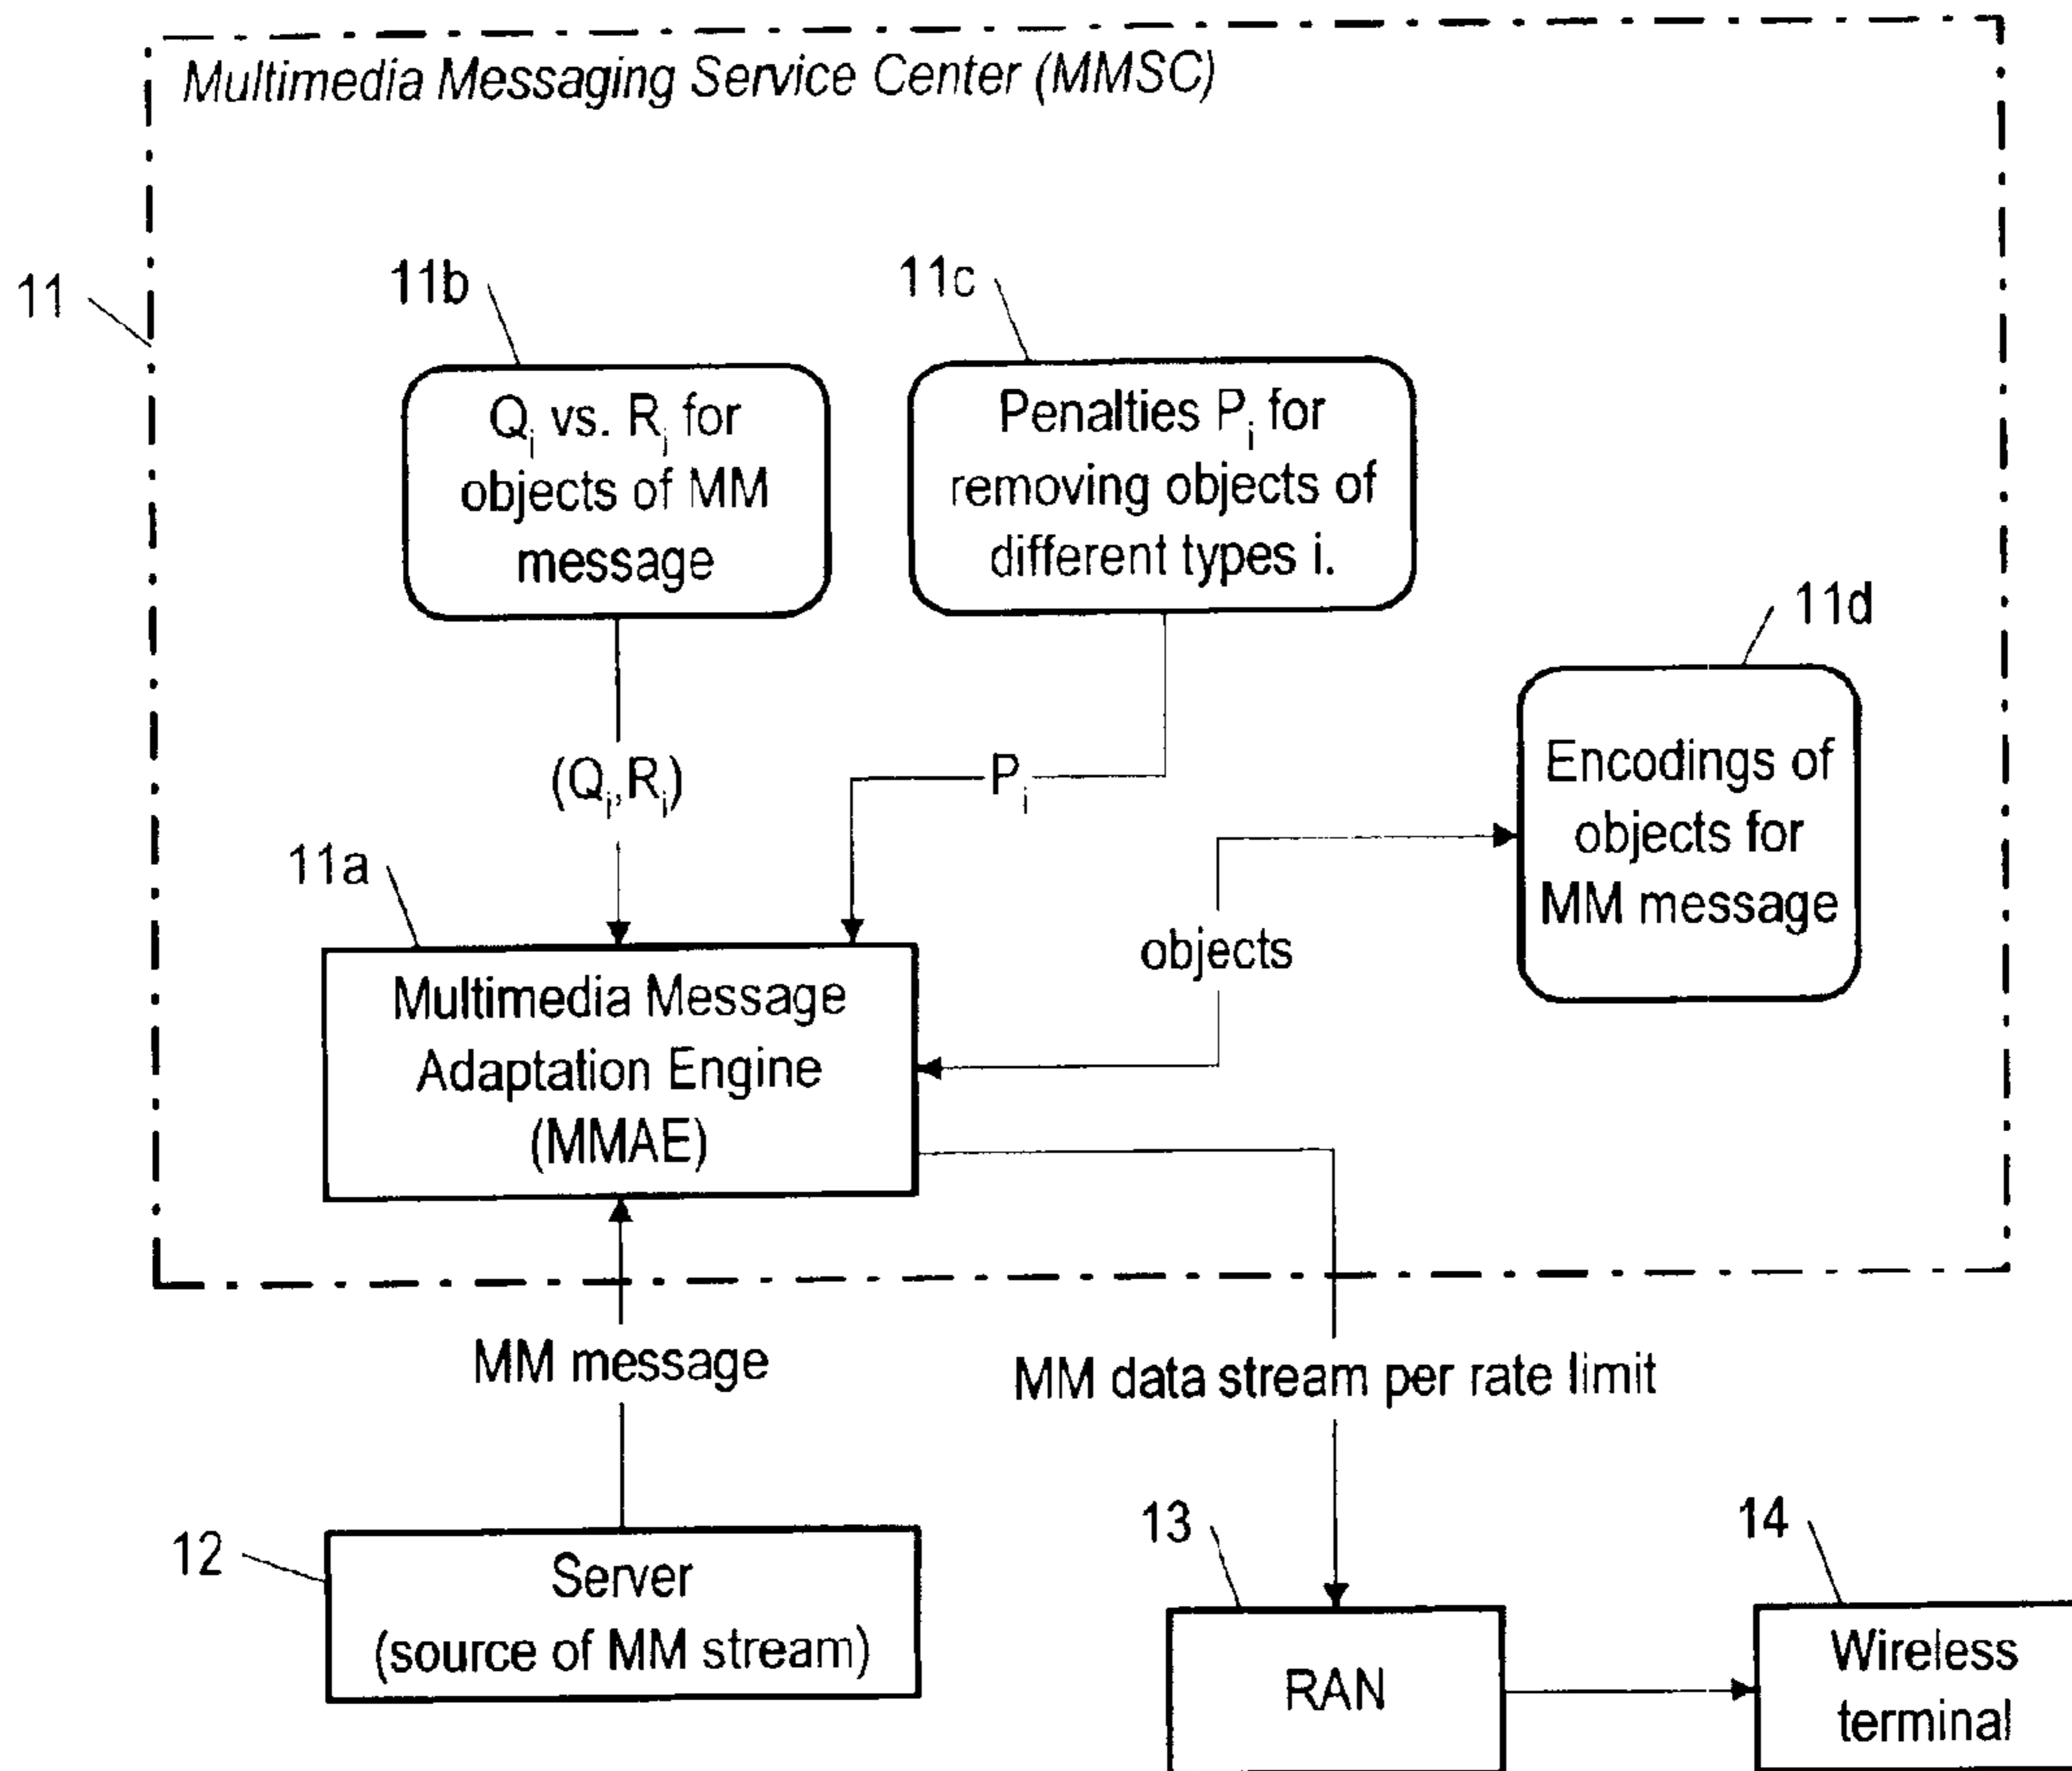 Multimedia Messaging Service Center (MMSC)
11
11b
11c
Qi vs. Ri for
objects of MM
message
Penalties Pi for
removing objects of
different types i.
11d
(Qi,Ri)
Pi
Encodings of
objects for
MM message
11a
objects
Multimedia Message
Adaptation Engine
(MMAE)
MM message
MM data stream per rate limit
12
13
14
Server
(source of MM stream)
RAN
Wireless
terminal